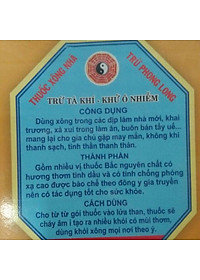 THUỐC XÔNG NHÀ
TRỪ PHONG LONG
TRỪ TÀ KHÍ - KHỬ Ô NHIỄM
CÔNG DỤNG
Dùng xông trong các dịp làm nhà mới, khai
trương, xả xui trong làm ăn, buôn bán tẩy uế...
mang lại cho gia chủ gặp may mắn, không khí
thanh sạch, tinh thần thanh thản.
THÀNH PHẦN
Gồm nhiều vị thuốc Bắc nguyên chất có
hương thơm tinh dầu và có tính chống phóng
xạ cao được bào chế theo đông y gia truyền
nên có tác dụng tốt cho sức khỏe.
CÁCH DÙNG
Cho từ từ gói thuốc vào lửa than, thuốc sẽ
cháy âm ỉ tạo ra nhiều khói có mùi thơm,
dùng khói xông mọi nơi theo ý.